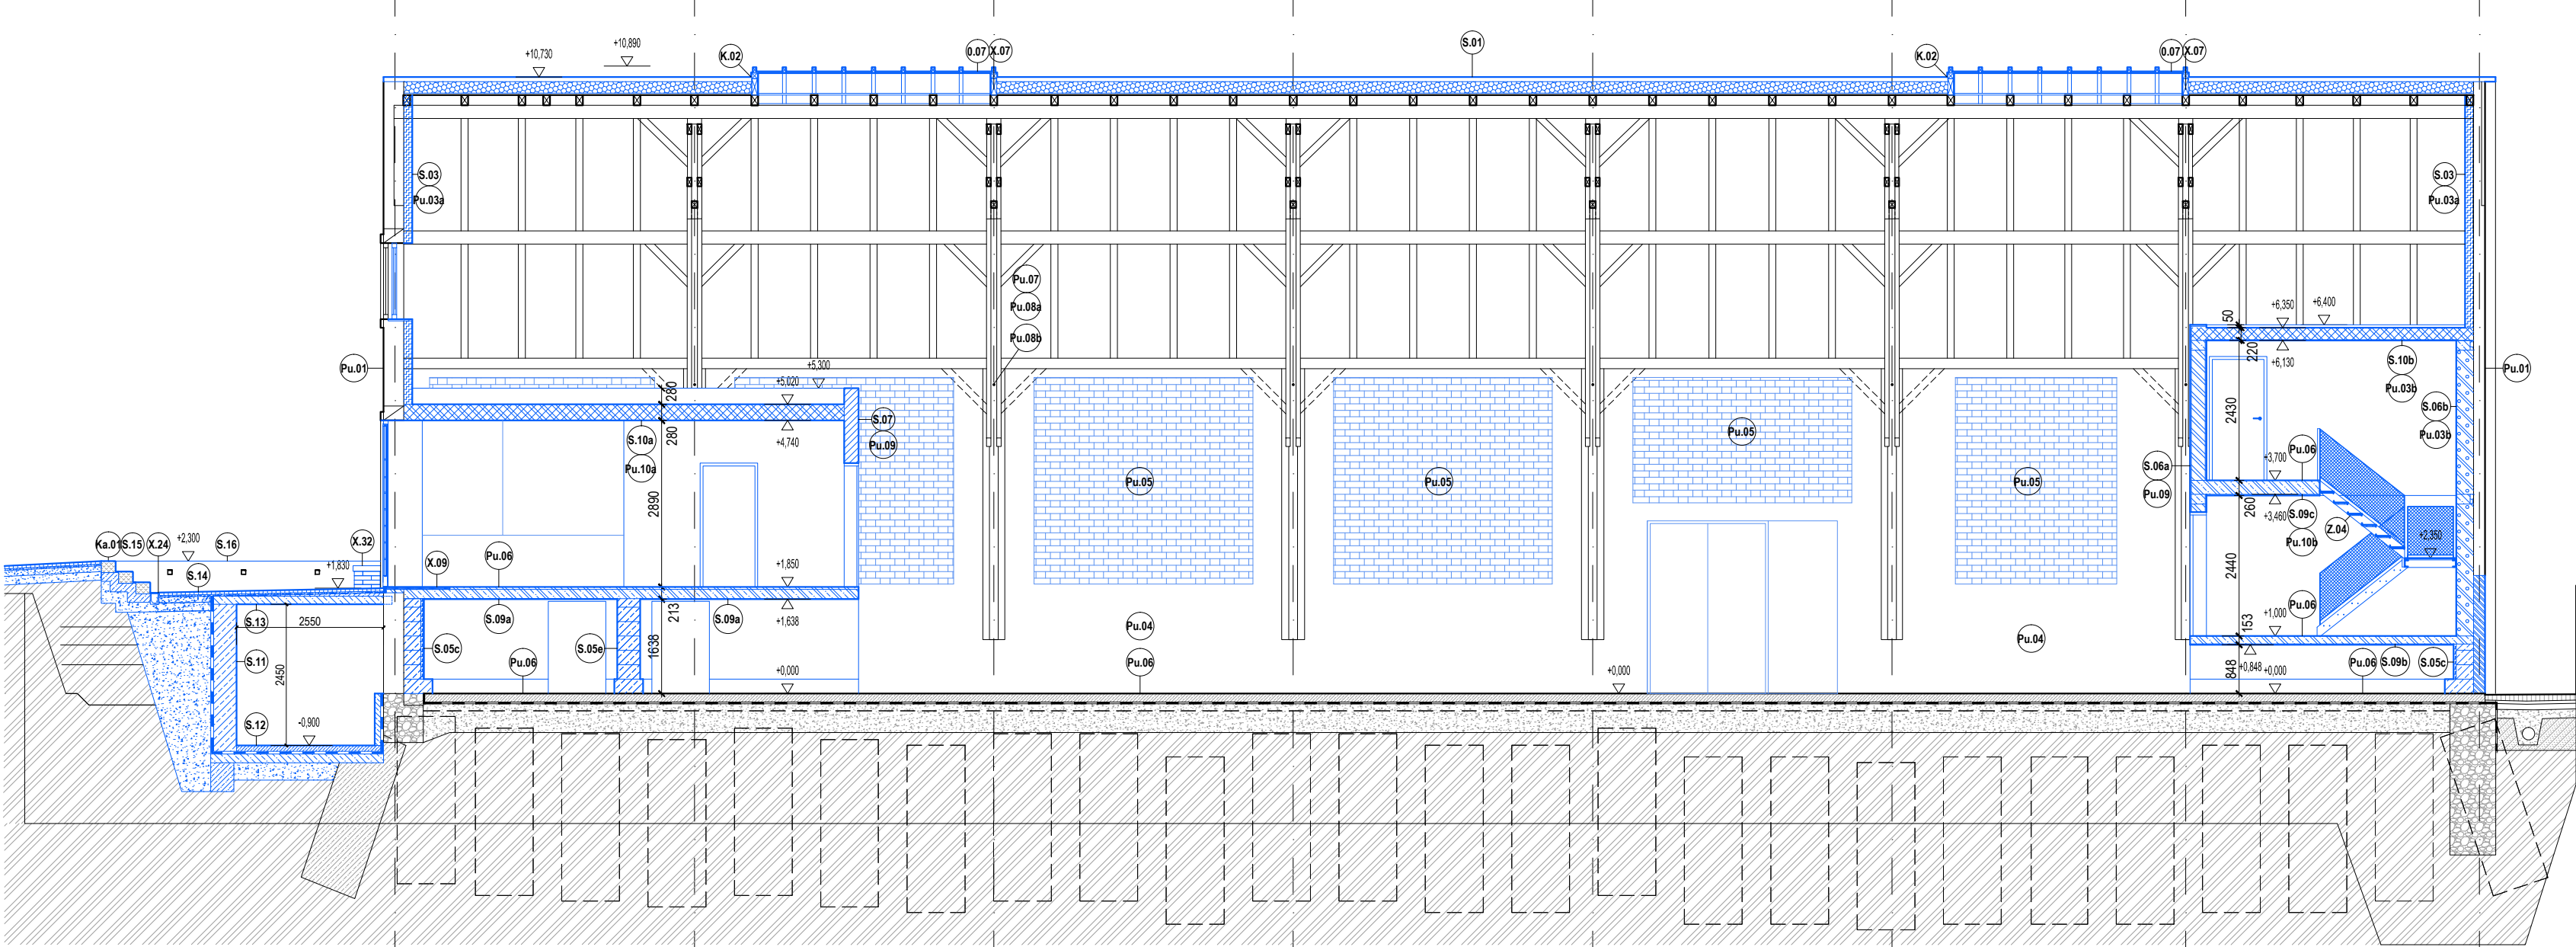 +10,730
+10,890
K.02
0.07
X.07
S.01
K.02
0.07
X.07
S.03
Pu.03a
S.03
Pu.03a
Pu.07
Pu.08a
Pu.08b
Pu.01
+5,300
+5,020
280
280
+4,740
S.10a
Pu.10a
S.07
Pu.09
2890
Pu.05
Pu.05
Pu.05
Pu.05
50
+6,350
+6,400
220
+6,130
S.10b
Pu.03b
Pu.01
S.06b
Pu.03b
2430
S.06a
Pu.09
+3,700
Pu.06
260
+3,460
S.09c
Pu.10b
Z.04
+2,350
2440
Ka.01
S.15
X.24
+2,300
S.16
X.32
S.14
+1,830
X.09
Pu.06
+1,850
213
+1,638
S.13
2550
S.09a
S.09a
S.11
2450
S.05c
S.05e
1638
Pu.06
+0,000
S.12
-0,900
Pu.04
Pu.06
+0,000
Pu.04
153
+1,000
Pu.06
848
+0,848
+0,000
Pu.06
S.09b
S.05c